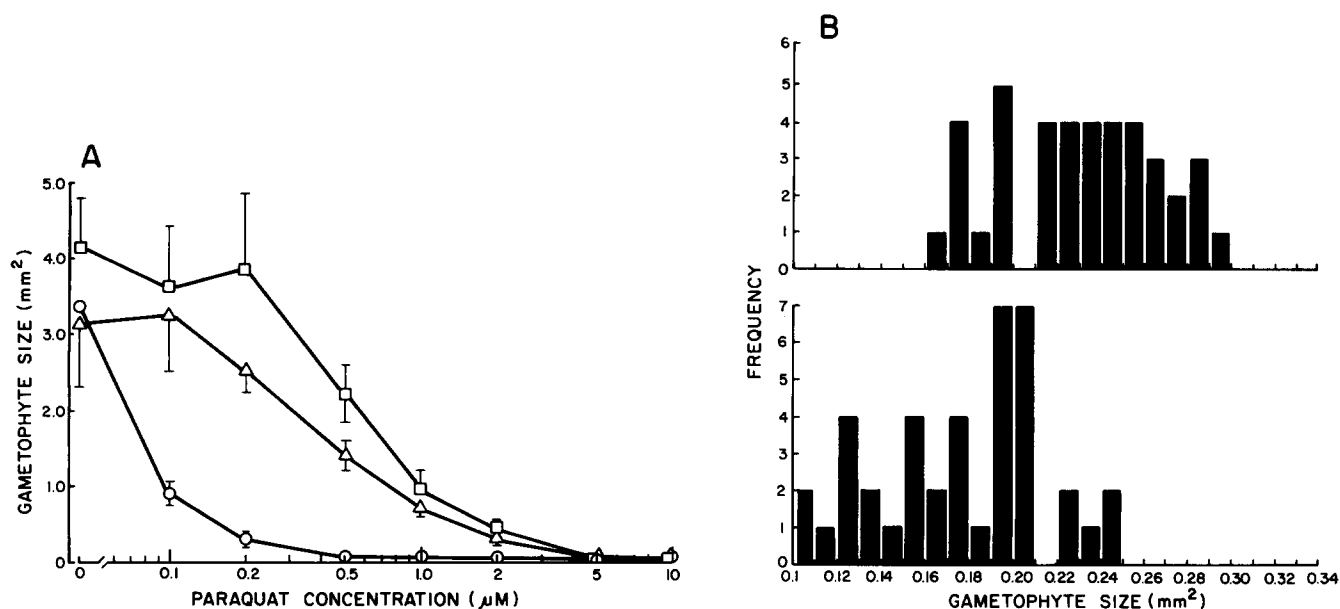 A
5.0
4.0
3.0
2.0
1.0
0
GAMETOPHYTE SIZE (mm²)
0 0.1 0.2 0.5 1.0 2 5 10
PARAQUAT CONCENTRATION (μM)
B
6
5
4
3
2
1
0
FREQUENCY
7
6
5
4
3
2
1
0
0.1 0.12 0.14 0.16 0.18 0.20 0.22 0.24 0.26 0.28 0.30 0.32 0.34
GAMETOPHYTE SIZE (mm²)